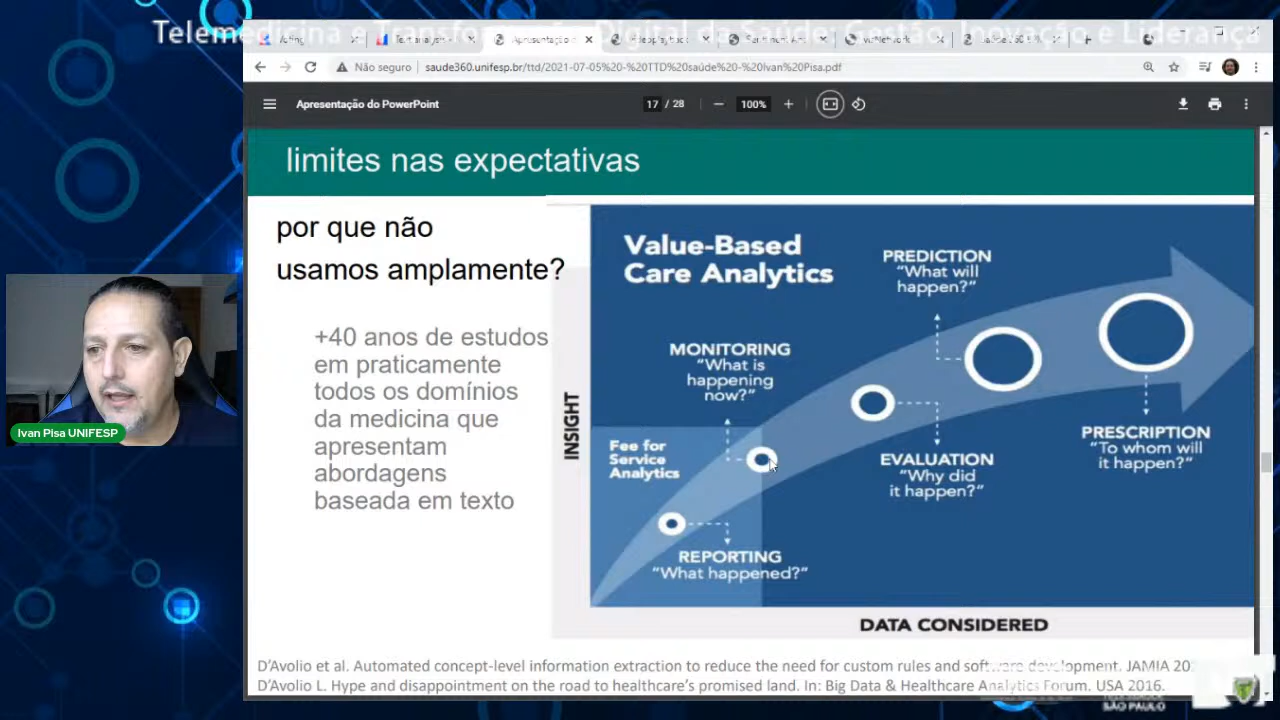 Telemedicina e Transformação Digital da Saúde: Gestão, Inovação e Liderança
Voting
Não seguro
saude360.unifesp.br/ttd/2021-07-05%20-%20TTD%20saúde%20-%20Ivan%20Pisa.pdf
Apresentação do PowerPoint
17 / 28
100%
limites nas expectativas
por que não
usamos amplamente?
+40 anos de estudos
em praticamente
todos os domínios
da medicina que
apresentam
abordagens
baseada em texto
Value-Based
Care Analytics
PREDICTION
"What will
happen?"
MONITORING
"What is
happening
now?"
INSIGHT
Fee for
Service
Analytics
EVALUATION
"Why did
it happen?"
PRESCRIPTION
"To whom will
it happen?"
REPORTING
"What happened?"
DATA CONSIDERED
Ivan Pisa UNIFESP
D'Avolio et al. Automated concept-level information extraction to reduce the need for custom rules and software development. JAMIA
D'Avolio L. Hype and disappointment on the road to healthcare's promised land. In: Big Data & Healthcare Analytics Forum. USA 2016.
SÃO PAULO